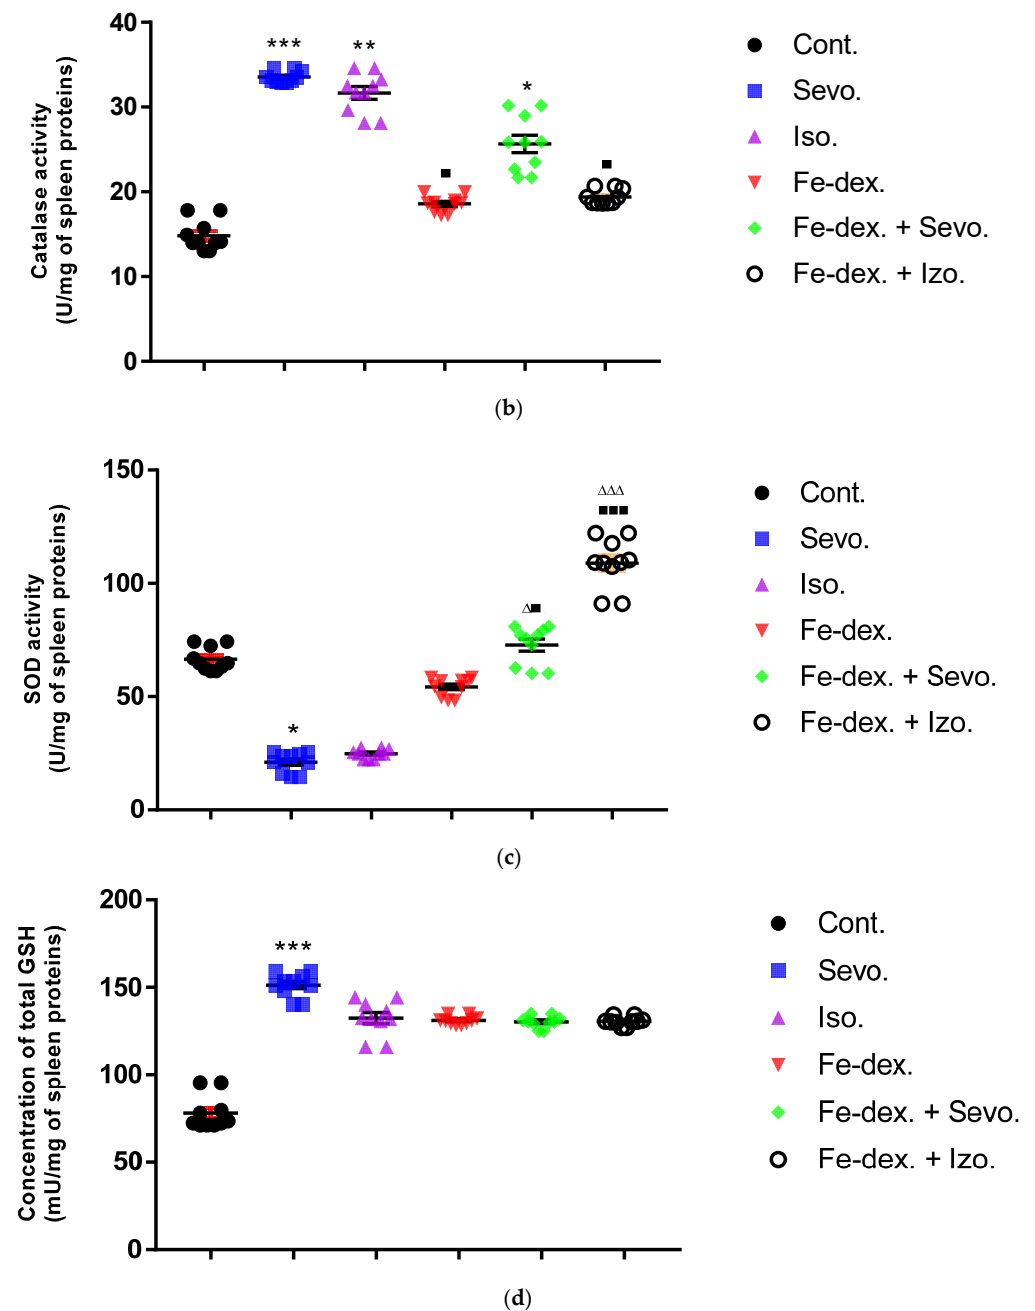 40
30
20
10
0
Catalase activity
(U/mg of spleen proteins)
***
**
■
*
■
Cont.
Sevo.
Iso.
Fe-dex.
Fe-dex. + Sevo.
Fe-dex. + Izo.
(b)
150
100
50
0
SOD activity
(U/mg of spleen proteins)
*
Δ■
ΔΔΔ
■■■
Cont.
Sevo.
Iso.
Fe-dex.
Fe-dex. + Sevo.
Fe-dex. + Izo.
(c)
200
150
100
50
0
Concentration of total GSH
(mU/mg of spleen proteins)
***
Cont.
Sevo.
Iso.
Fe-dex.
Fe-dex. + Sevo.
Fe-dex. + Izo.
(d)